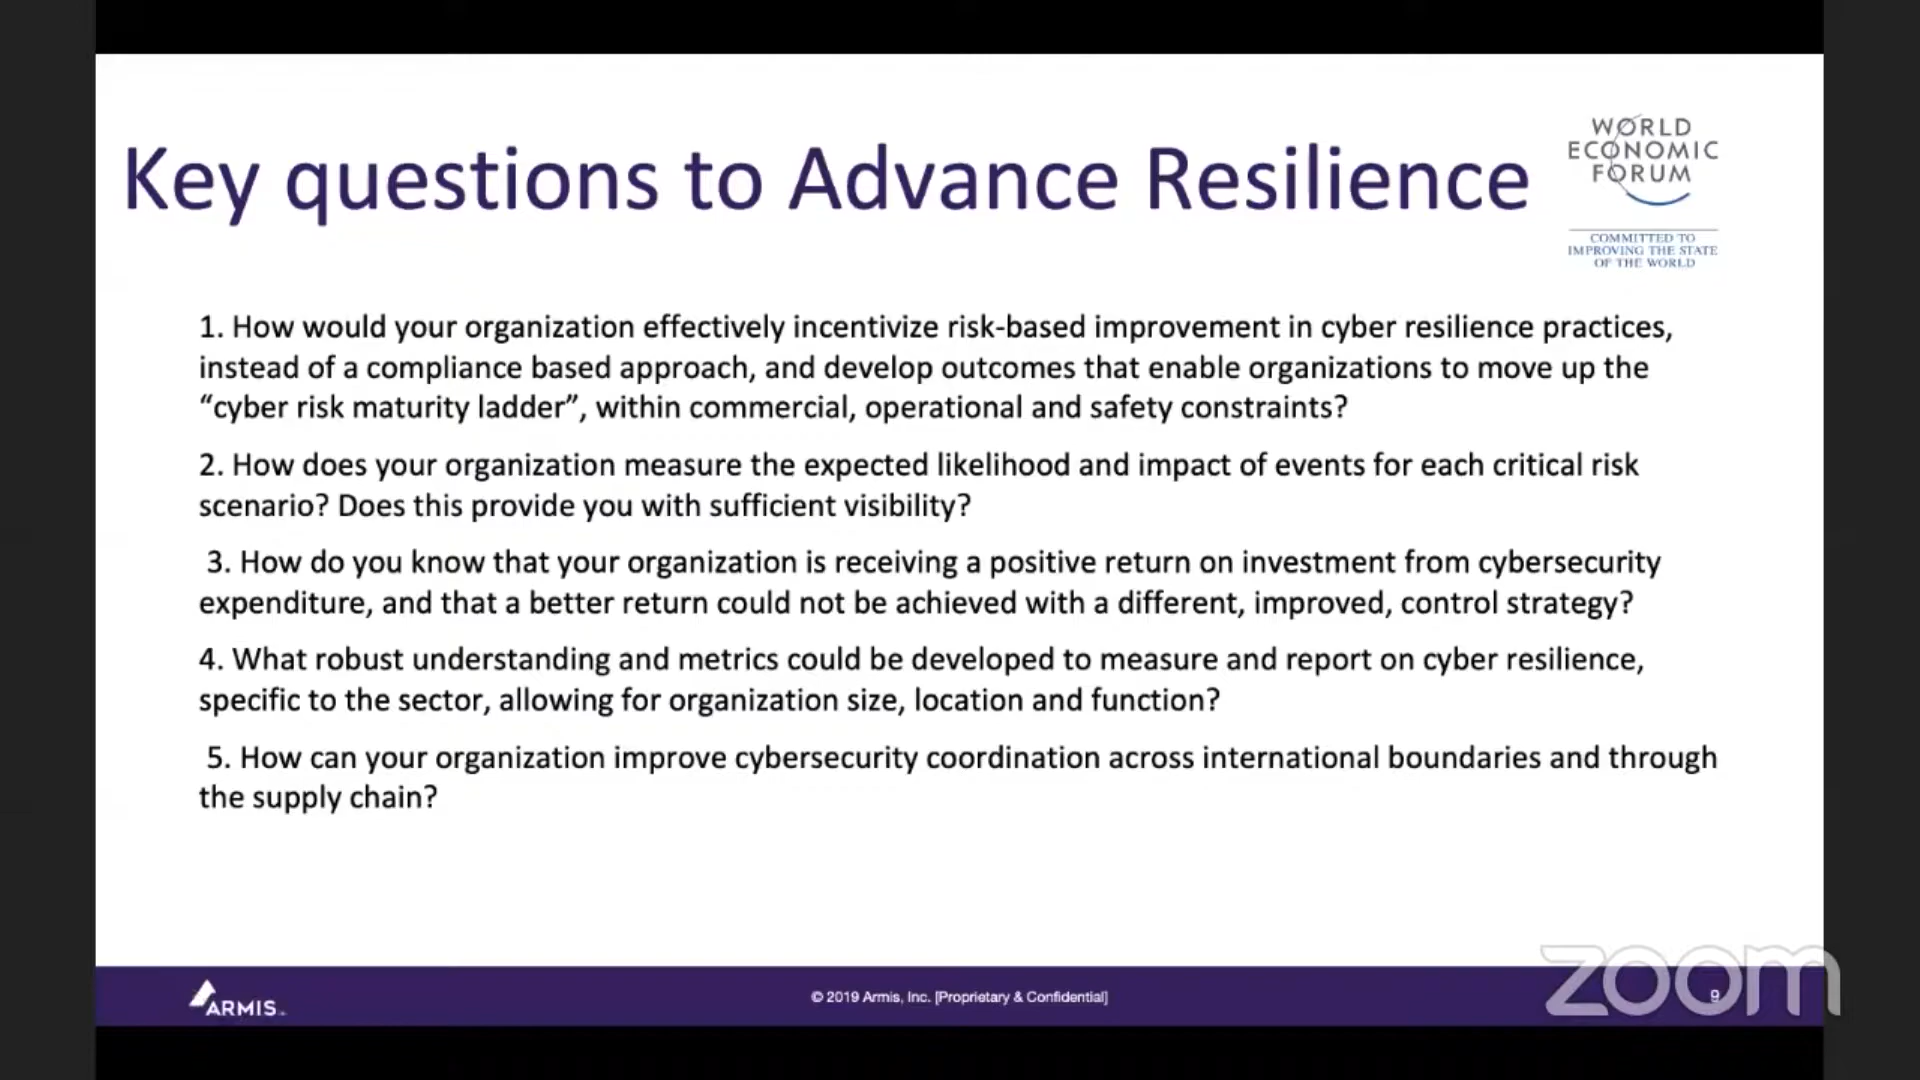 Key questions to Advance Resilience
WORLD
ECONOMIC
FORUM
COMMITTED TO
IMPROVING THE STATE
OF THE WORLD
1. How would your organization effectively incentivize risk-based improvement in cyber resilience practices,
instead of a compliance based approach, and develop outcomes that enable organizations to move up the
“cyber risk maturity ladder”, within commercial, operational and safety constraints?
2. How does your organization measure the expected likelihood and impact of events for each critical risk
scenario? Does this provide you with sufficient visibility?
3. How do you know that your organization is receiving a positive return on investment from cybersecurity
expenditure, and that a better return could not be achieved with a different, improved, control strategy?
4. What robust understanding and metrics could be developed to measure and report on cyber resilience,
specific to the sector, allowing for organization size, location and function?
5. How can your organization improve cybersecurity coordination across international boundaries and through
the supply chain?
ARMIS
© 2019 Armis, Inc. [Proprietary & Confidential]
9
zoom